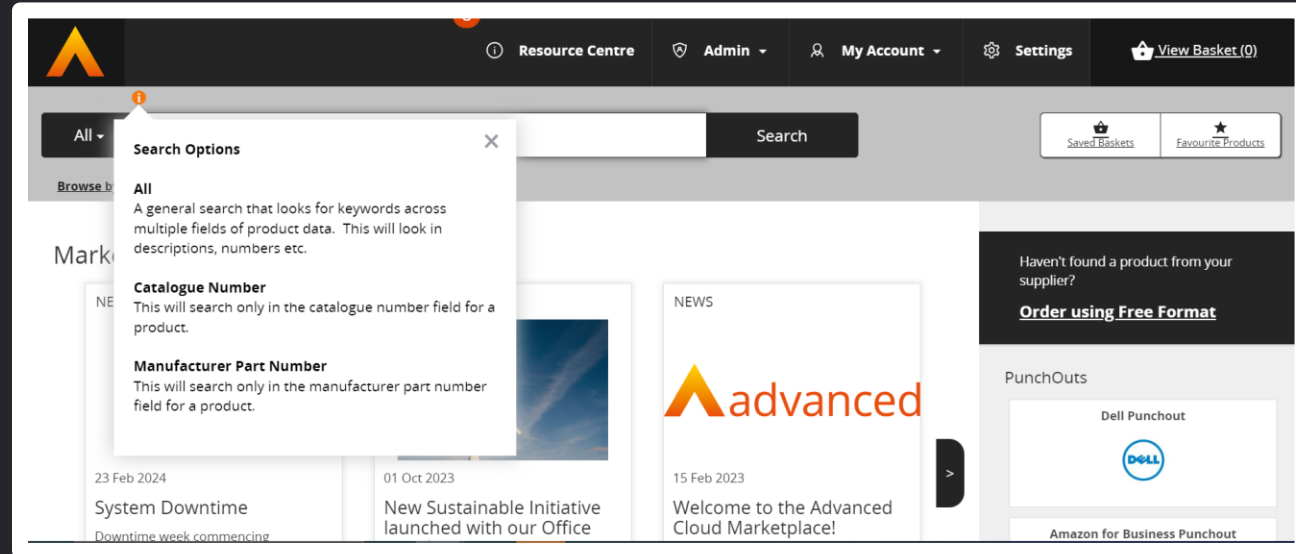 Resource Centre
Admin
My Account
Settings
View Basket (0)
All
Search
Saved Baskets
Favourite Products
Browse b
Search Options
All
A general search that looks for keywords across
multiple fields of product data. This will look in
descriptions, numbers etc.
Catalogue Number
This will search only in the catalogue number field for a
product.
Manufacturer Part Number
This will search only in the manufacturer part number
field for a product.
Mark
NE
23 Feb 2024
System Downtime
Downtime week commencing
01 Oct 2023
New Sustainable Initiative
launched with our Office
NEWS
advanced
15 Feb 2023
Welcome to the Advanced
Cloud Marketplace!
>
Haven't found a product from your
supplier?
Order using Free Format
PunchOuts
Dell Punchout
DELL
Amazon for Business Punchout